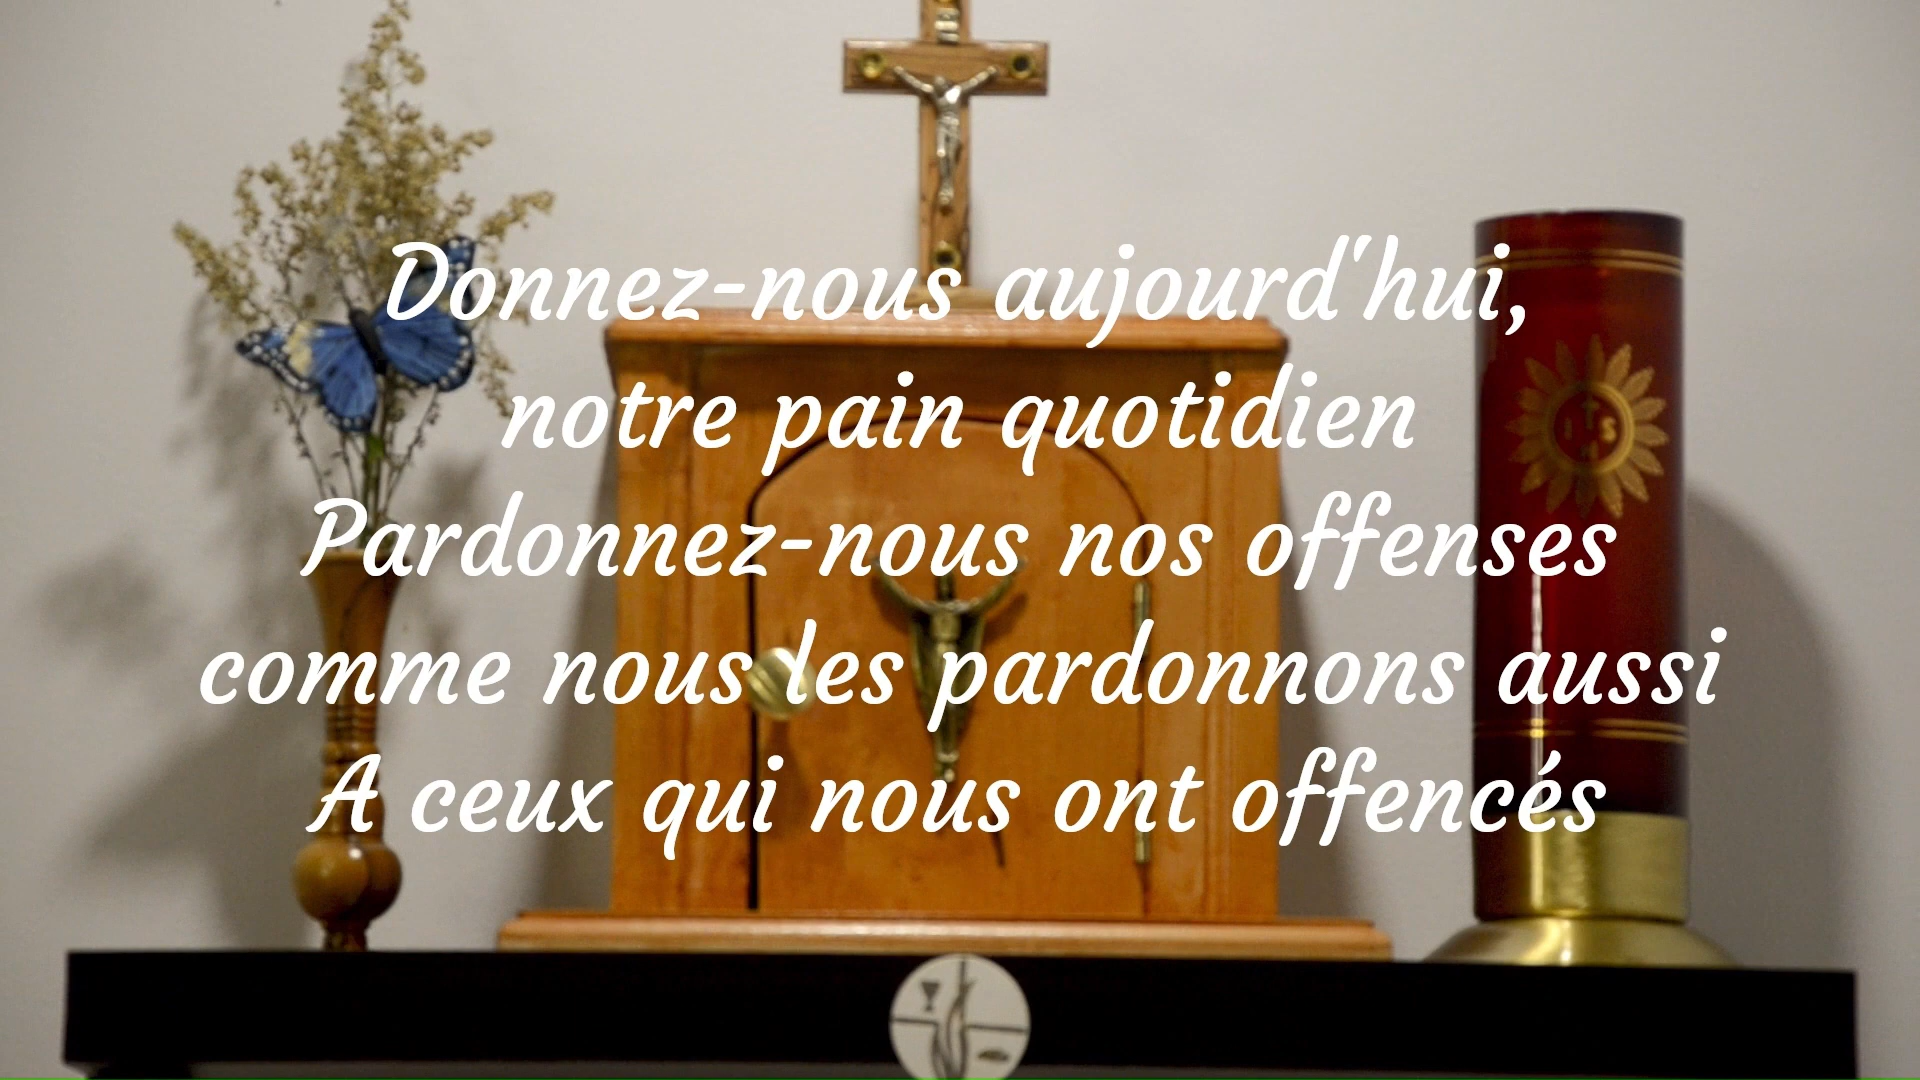 Donnez-nous aujourd'hui,
notre pain quotidien
Pardonnez-nous nos offenses
comme nous les pardonnons aussi
A ceux qui nous ont offencés